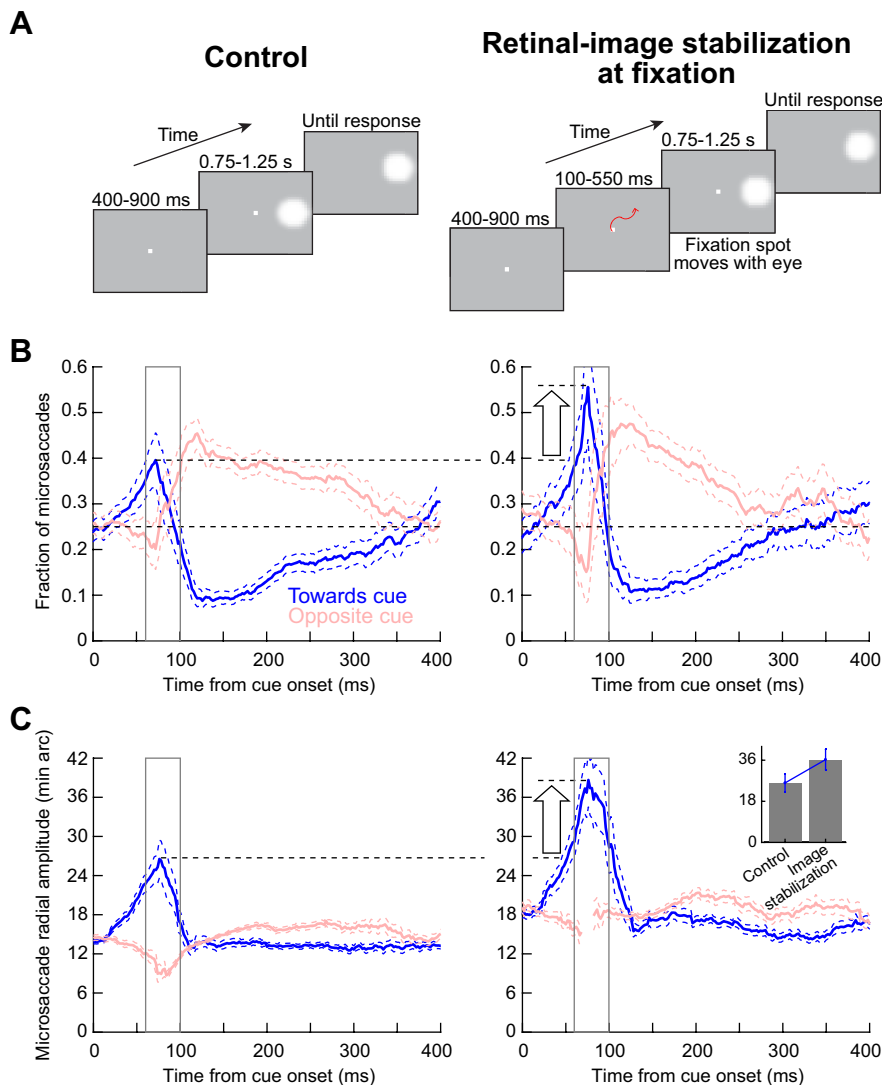 A
Control
Retinal-image stabilization
at fixation
Time
400-900 ms
0.75-1.25 s
Until response
Time
400-900 ms
100-550 ms
0.75-1.25 s
Until response
Fixation spot
moves with eye
B
Fraction of microsaccades
0.6
0.5
0.4
0.3
0.2
0.1
0
Towards cue
Opposite cue
0 100 200 300 400
Time from cue onset (ms)
0.6
0.5
0.4
0.3
0.2
0.1
0
0 100 200 300 400
Time from cue onset (ms)
C
Microsaccade radial amplitude (min arc)
42
36
30
24
18
12
6
0
0 100 200 300 400
Time from cue onset (ms)
42
36
30
24
18
12
6
0
0 100 200 300 400
Time from cue onset (ms)
36
18
0
Control
Image
stabilization